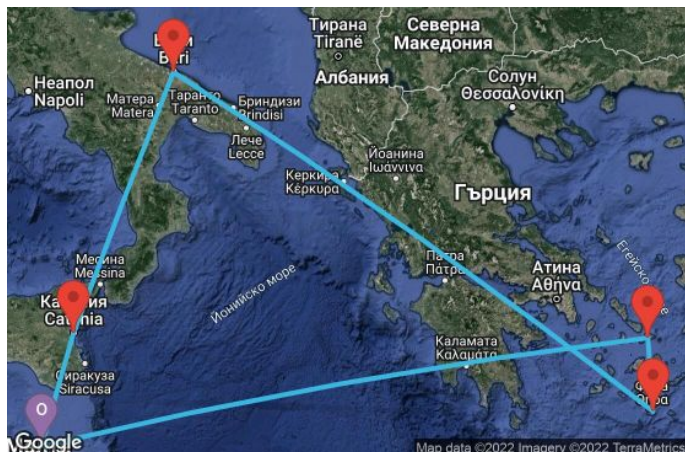 Тирана
Tiranë
Северна
Македония
Bari
Неапол
Napoli
Албания
Солун
Θεσσαλονίκη
Матера
Matera
Таранто
Taranto
Бриндизи
Brindisi
Лече
Lecce
Керкира
Κέρκυρα
Йоанина
Ιωάννινα
Гърция
Месина
Messina
Йонийско море
Патра
Πάτρα
Атина
Αθήνα
Егейско
Catania
Сиракуза
Siracusa
Каламата
Καλαμάτα
O
Google
Map data ©2022 Imagery ©2022 TerraMetrics